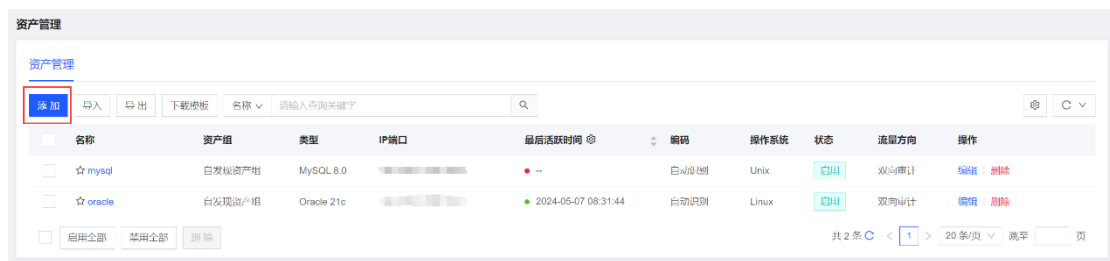 资产管理
资产管理
添加 导入 导出 下载模板 名称 请输入查询关键字
名称 资产组 类型 IP端口 最后活跃时间 编码 操作系统 状态 流量方向 操作
mysql 自发现资产组 MySQL 8.0 -- 自动识别 Unix 启用 双向审计 编辑 删除
oracle 自发现资产组 Oracle 21c 2024-05-07 08:31:44 自动识别 Linux 启用 双向审计 编辑 删除
启用全部 禁用全部 删除 共 2 条 < 1 > 20 条/页 跳至 页